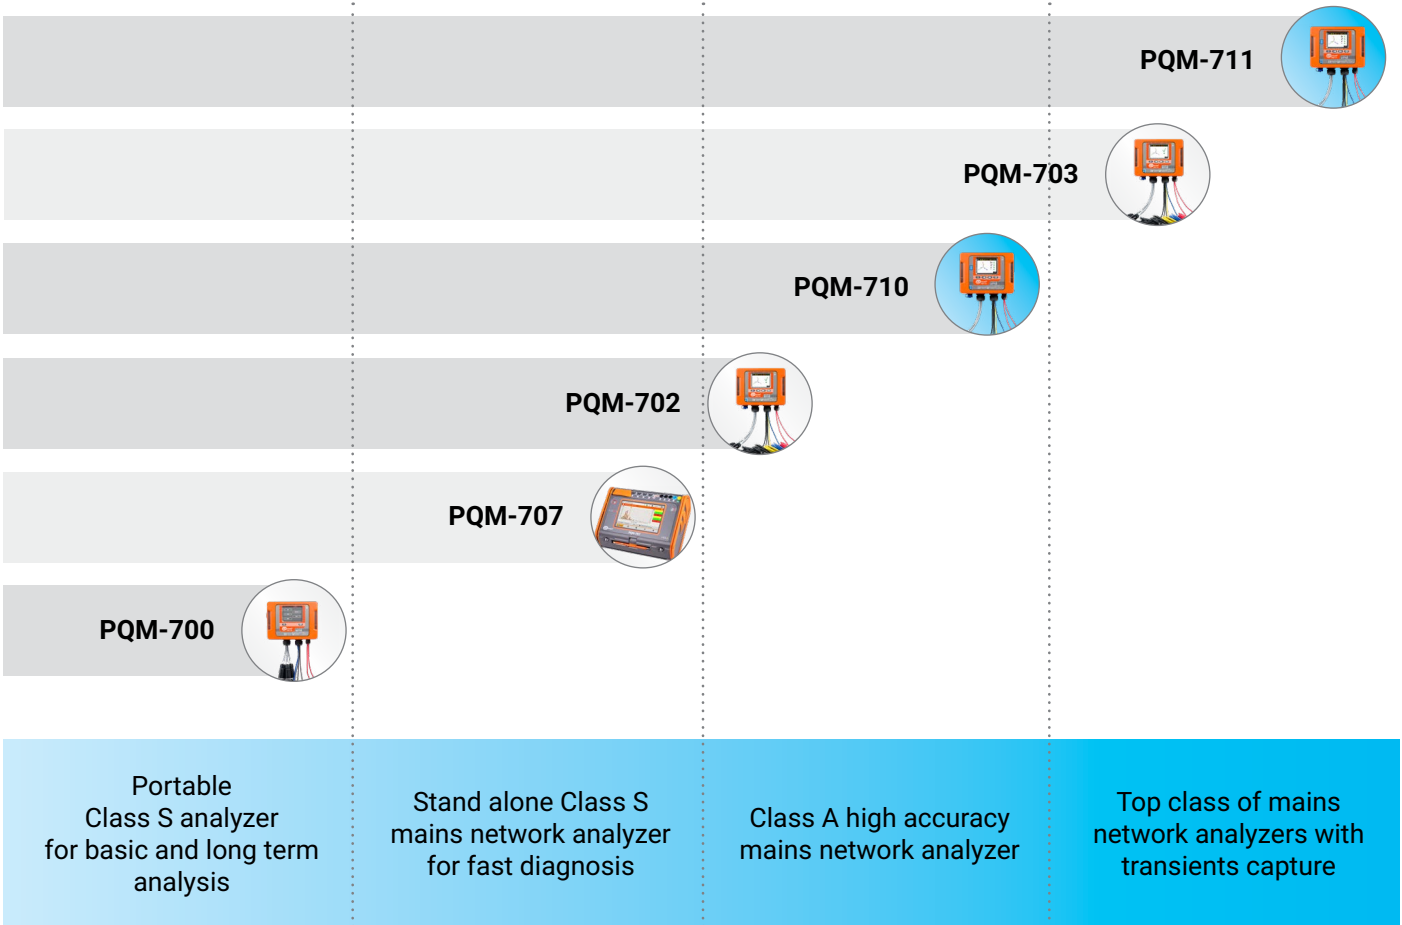 PQM-711
PQM-703
PQM-710
PQM-702
PQM-707
PQM-700
Portable
Class S analyzer
for basic and long term
analysis
Stand alone Class S
mains network analyzer
for fast diagnosis
Class A high accuracy
mains network analyzer
Top class of mains
network analyzers with
transients capture